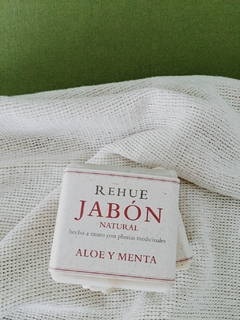 REHUE
JABÓN
NATURAL
hecho a mano con plantas medicinales
ALOE Y MENTA